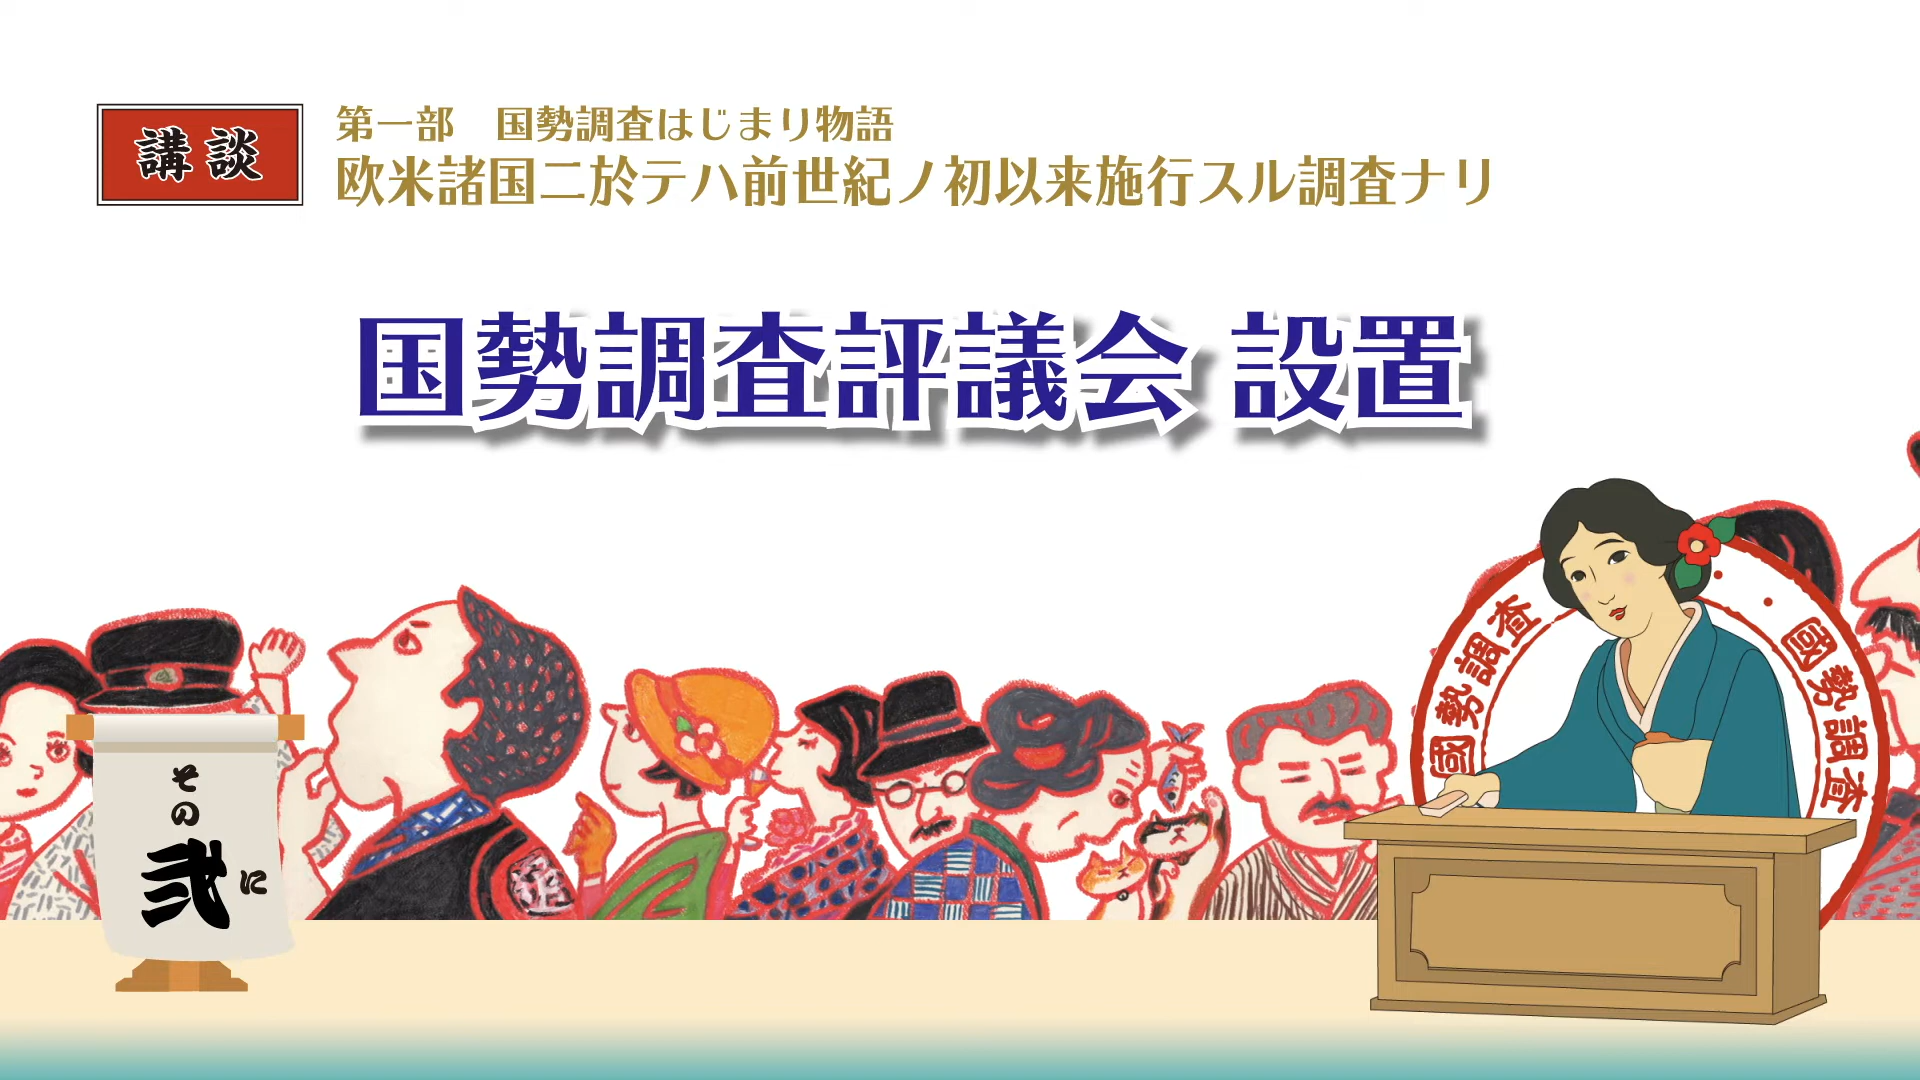 講談
第一部　国勢調査はじまり物語
欧米諸国ニ於テハ前世紀ノ初以来施行スル調査ナリ
国勢調査評議会 設置
その
弐
に
國勢調査
國勢調査